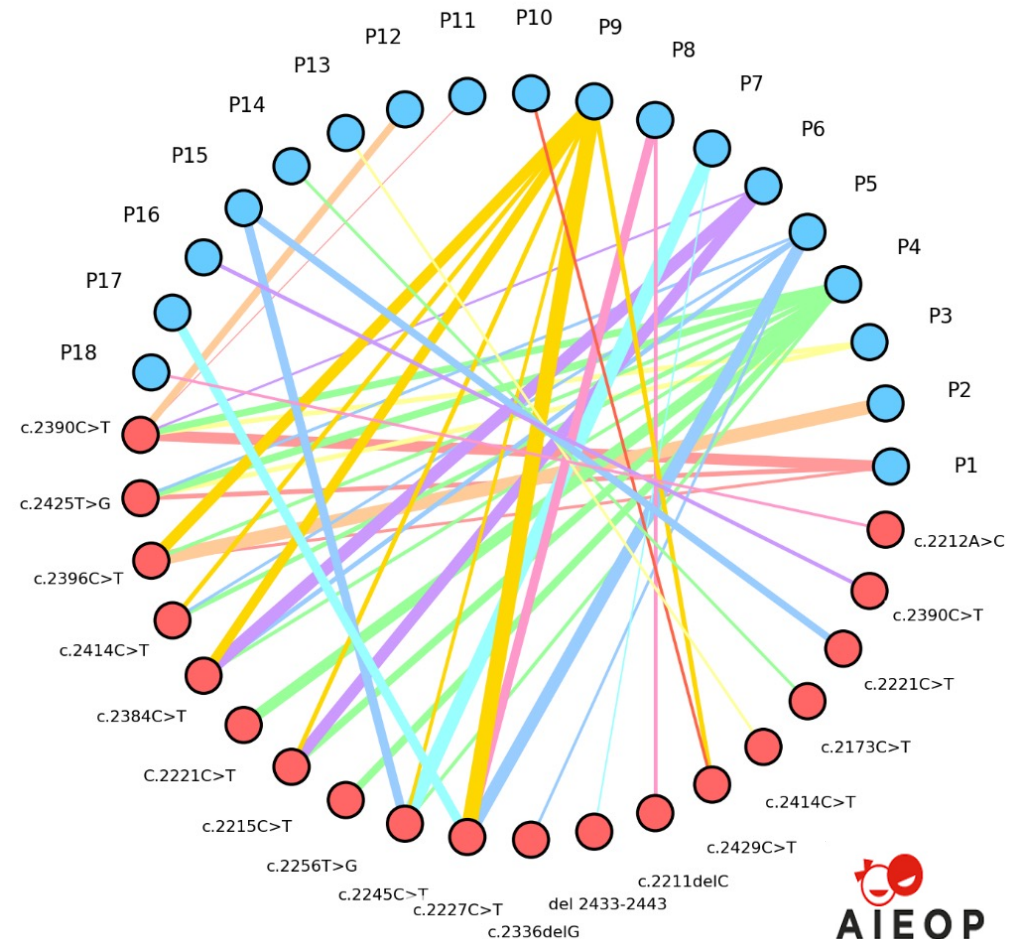 P10
P11
P9
P12
P8
P13
P7
P14
P6
P15
P5
P16
P4
P17
P3
P18
P2
c.2390C>T
P1
c.2425T>G
c.2212A>C
c.2396C>T
c.2390C>T
c.2414C>T
c.2221C>T
c.2384C>T
c.2173C>T
C.2221C>T
c.2414C>T
c.2215C>T
c.2429C>T
c.2256T>G
c.2211delC
c.2245C>T
del 2433-2443
c.2227C>T
c.2336delG
AIEOP